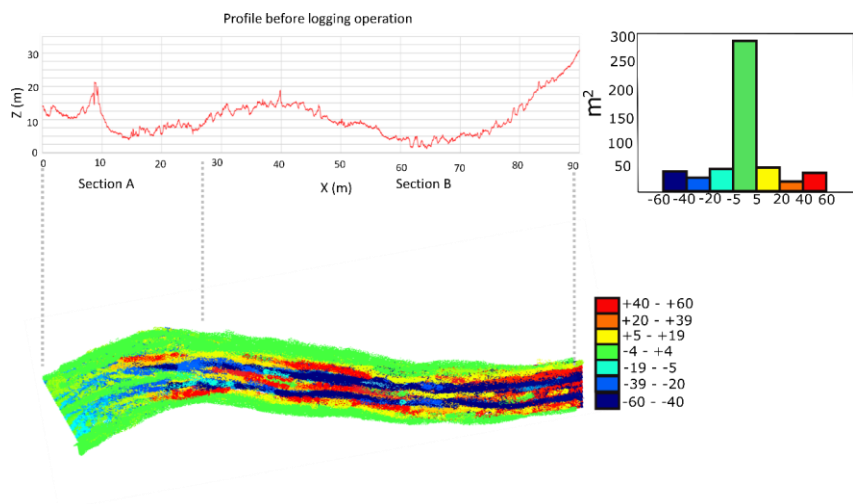 Profile before logging operation
Z (m)
30
20
10
0
0 10 20 30 40 50 60 70 80 90
Section A
X (m)
Section B
m²
300
250
200
150
100
50
-60 -40 -20 -5 5 20 40 60
+40 - +60
+20 - +39
+5 - +19
-4 - +4
-19 - -5
-39 - -20
-60 - -40